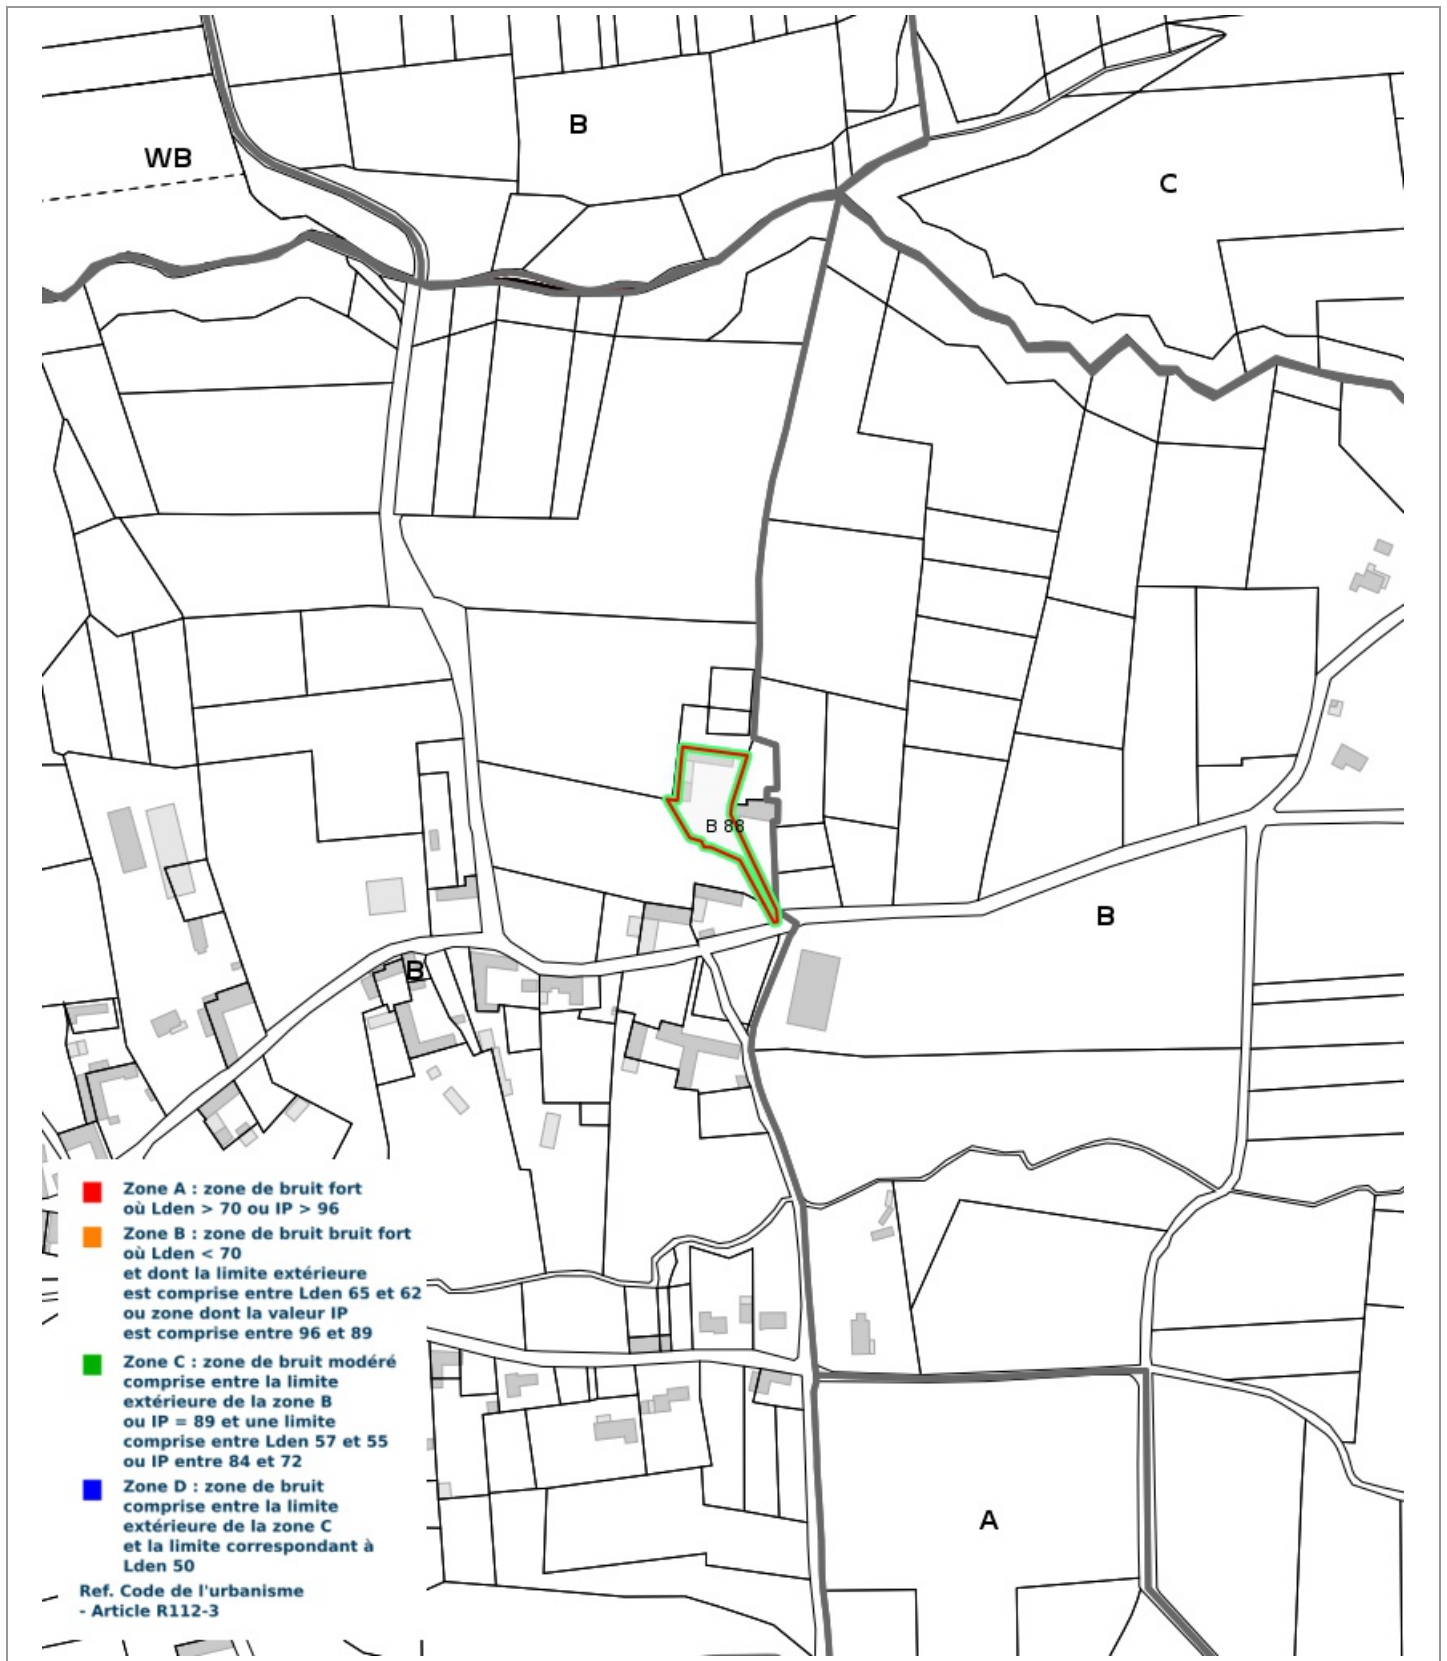 B
WB
C
B 88
B
B
Zone A : zone de bruit fort
où Lden > 70 ou IP > 96
Zone B : zone de bruit bruit fort
où Lden < 70
et dont la limite extérieure
est comprise entre Lden 65 et 62
ou zone dont la valeur IP
est comprise entre 96 et 89
Zone C : zone de bruit modéré
comprise entre la limite
extérieure de la zone B
ou IP = 89 et une limite
comprise entre Lden 57 et 55
ou IP entre 84 et 72
Zone D : zone de bruit
comprise entre la limite
extérieure de la zone C
et la limite correspondant à
Lden 50
Ref. Code de l'urbanisme
- Article R112-3
A